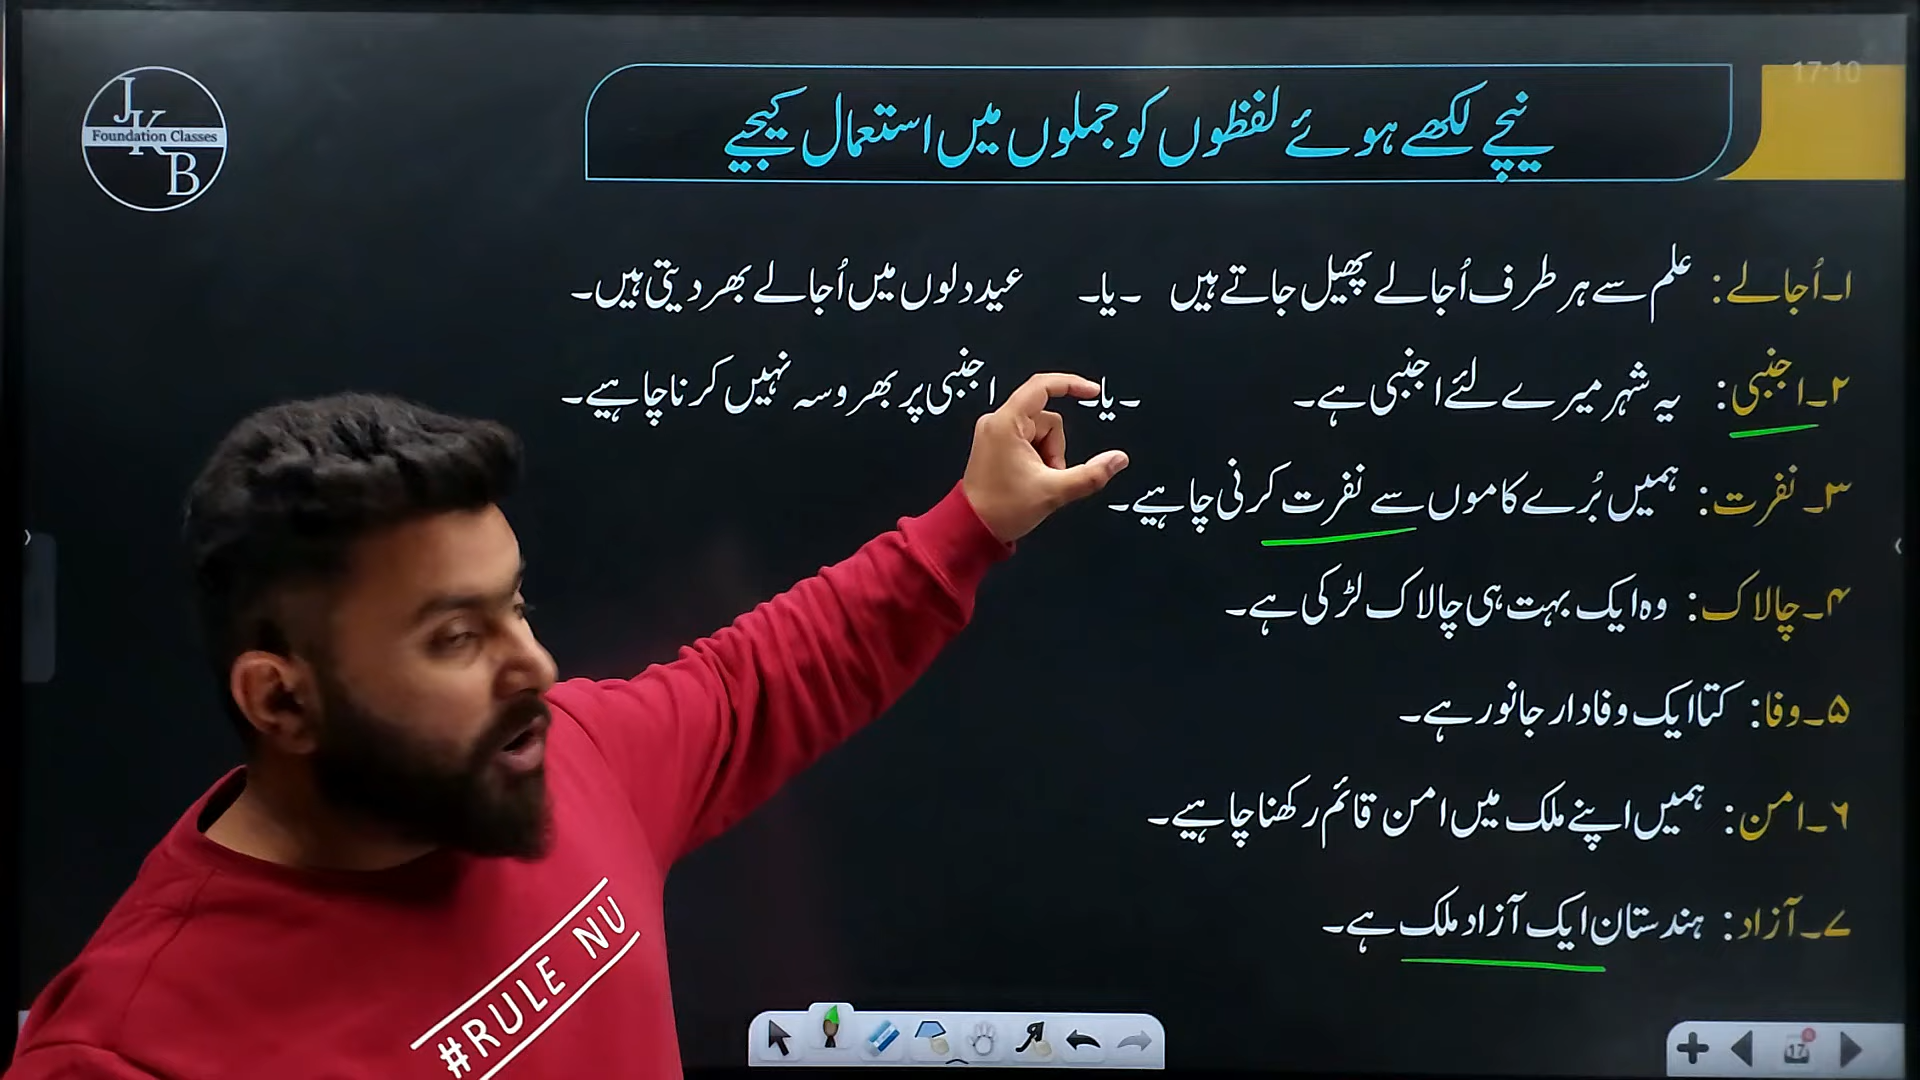 J
K
Foundation Classes
B
17:10
نیچے لکھے ہوئے لفظوں کو جملوں میں استعمال کیجیے
۱۔ اُجالے: علم سے ہر طرف اُجالے پھیل جاتے ہیں ۔یا۔ عید دلوں میں اُجالے بھر دیتی ہیں۔
۲۔ اجنبی: یہ شہر میرے لئے اجنبی ہے۔ ۔یا۔ اجنبی پر بھروسہ نہیں کرنا چاہیے۔
۳۔ نفرت: ہمیں بُرے کاموں سے نفرت کرنی چاہیے۔
۴۔ چالاک: وہ ایک بہت ہی چالاک لڑکی ہے۔
۵۔ وفا: کتا ایک وفادار جانور ہے۔
۶۔ امن: ہمیں اپنے ملک میں امن قائم رکھنا چاہیے۔
۷۔ آزاد: ہندستان ایک آزاد ملک ہے۔
#RULE NU
17